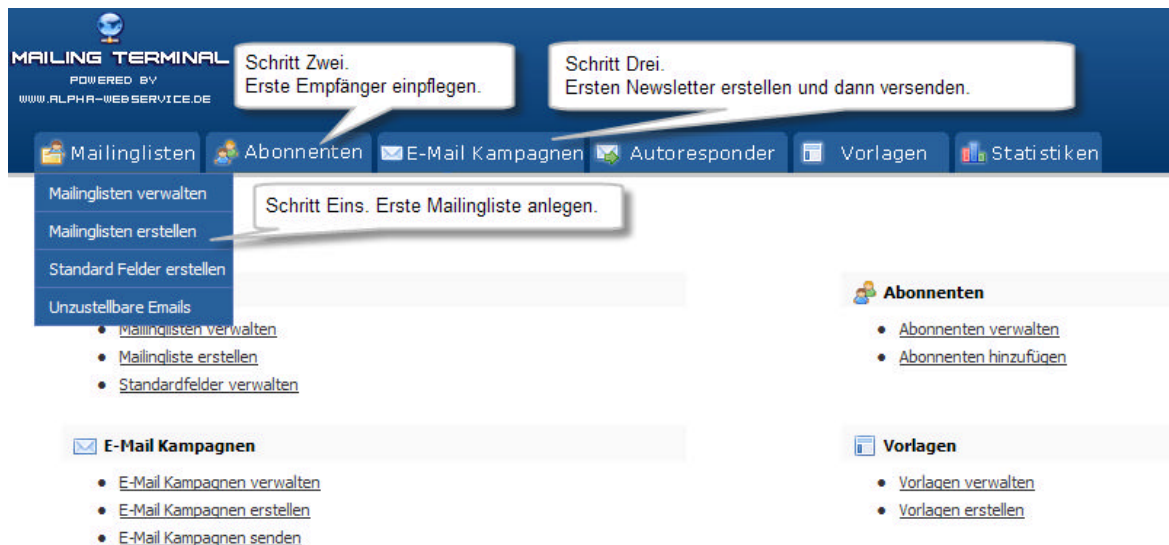 MAILING TERMINAL
POWERED BY
WWW.ALPHA-WEBSERVICE.DE
Schritt Zwei.
Erste Empfänger einpflegen.
Schritt Drei.
Ersten Newsletter erstellen und dann versenden.
Mailinglisten
Abonnenten
E-Mail Kampagnen
Autoresponder
Vorlagen
Statistiken
Mailinglisten verwalten
Mailinglisten erstellen
Standard Felder erstellen
Unzustellbare Emails
Schritt Eins. Erste Mailingliste anlegen.
Mailinglisten verwalten
Mailingliste erstellen
Standardfelder verwalten
Abonnenten
Abonnenten verwalten
Abonnenten hinzufügen
E-Mail Kampagnen
E-Mail Kampagnen verwalten
E-Mail Kampagnen erstellen
E-Mail Kampagnen senden
Vorlagen
Vorlagen verwalten
Vorlagen erstellen